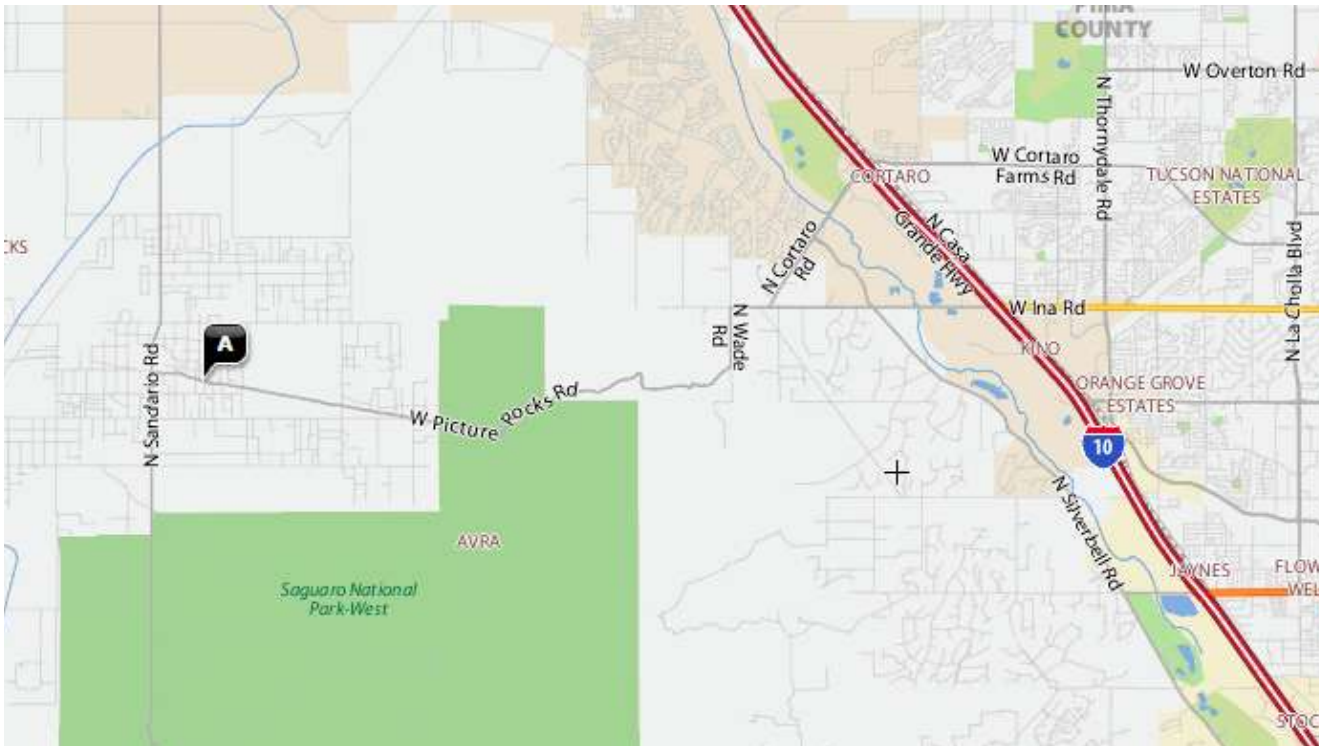 PIMA
COUNTY
W Overton Rd
N Thornydale Rd
W Cortaro
Farms Rd
CORTARO
TUCSON NATIONAL
ESTATES
N La Cholla Blvd
N Casa
Grande Hwy
N Cortaro
Rd
CKS
N Wade
Rd
W Ina Rd
KINO
A
N Sandario Rd
W Picture
Rocks Rd
ORANGE GROVE
ESTATES
10
N Silverbell Rd
AVRA
JAYNES
FLOW
WEL
Saguaro National
Park-West
STOC